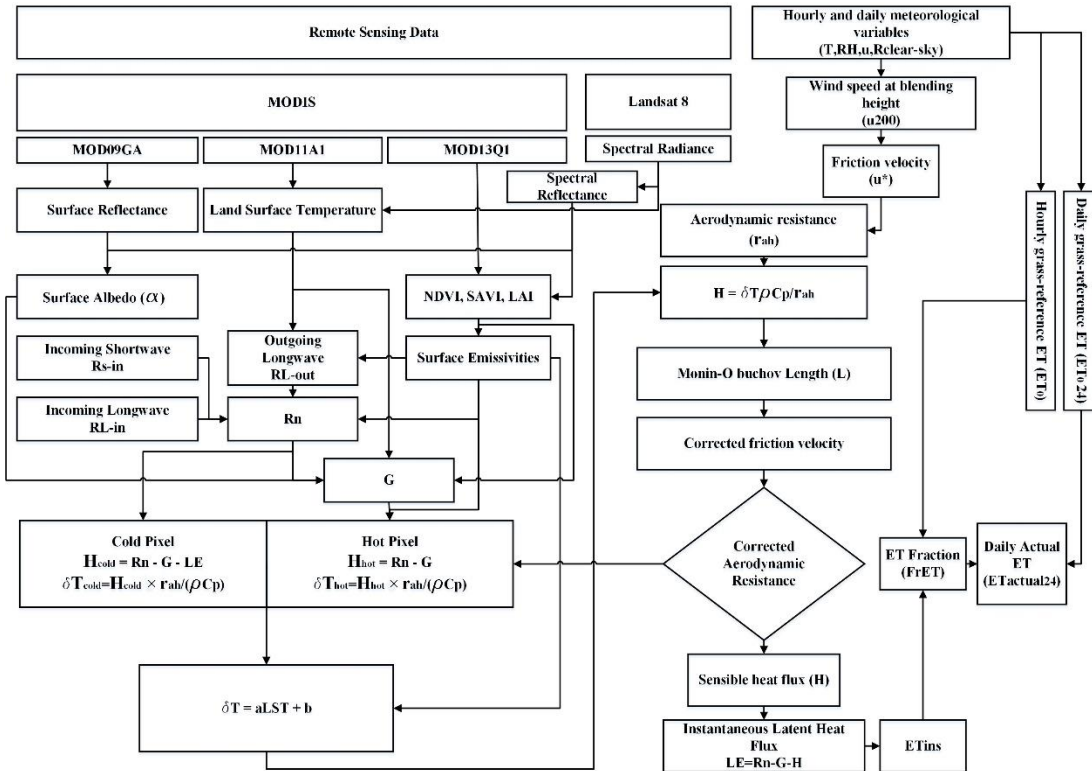 Remote Sensing Data
Hourly and daily meteorological
variables
(T,RH,u,Rclear-sky)
MODIS
Landsat 8
Wind speed at blending
height
(u200)
MOD09GA
MOD11A1
MOD13Q1
Spectral Radiance
Friction velocity
(u*)
Spectral
Reflectance
Surface Reflectance
Land Surface Temperature
Aerodynamic resistance
(rah)
Hourly grass-reference ET (ETo)
Daily grass-reference ET (ETo 24)
Surface Albedo (α)
NDVI, SAVI, LAI
H = δTρCp/rah
Incoming Shortwave
Rs-in
Outgoing
Longwave
RL-out
Surface Emissivities
Monin-O buchov Length (L)
Incoming Longwave
RL-in
Rn
Corrected friction velocity
G
Cold Pixel
Hcold = Rn - G - LE
δTcold=Hcold × rah/(ρCp)
Hot Pixel
Hhot = Rn - G
δThot=Hhot × rah/(ρCp)
Corrected
Aerodynamic
Resistance
ET Fraction
(FrET)
Daily Actual
ET
(ETactual24)
δT = aLST + b
Sensible heat flux (H)
Instantaneous Latent Heat
Flux
LE=Rn-G-H
ETins